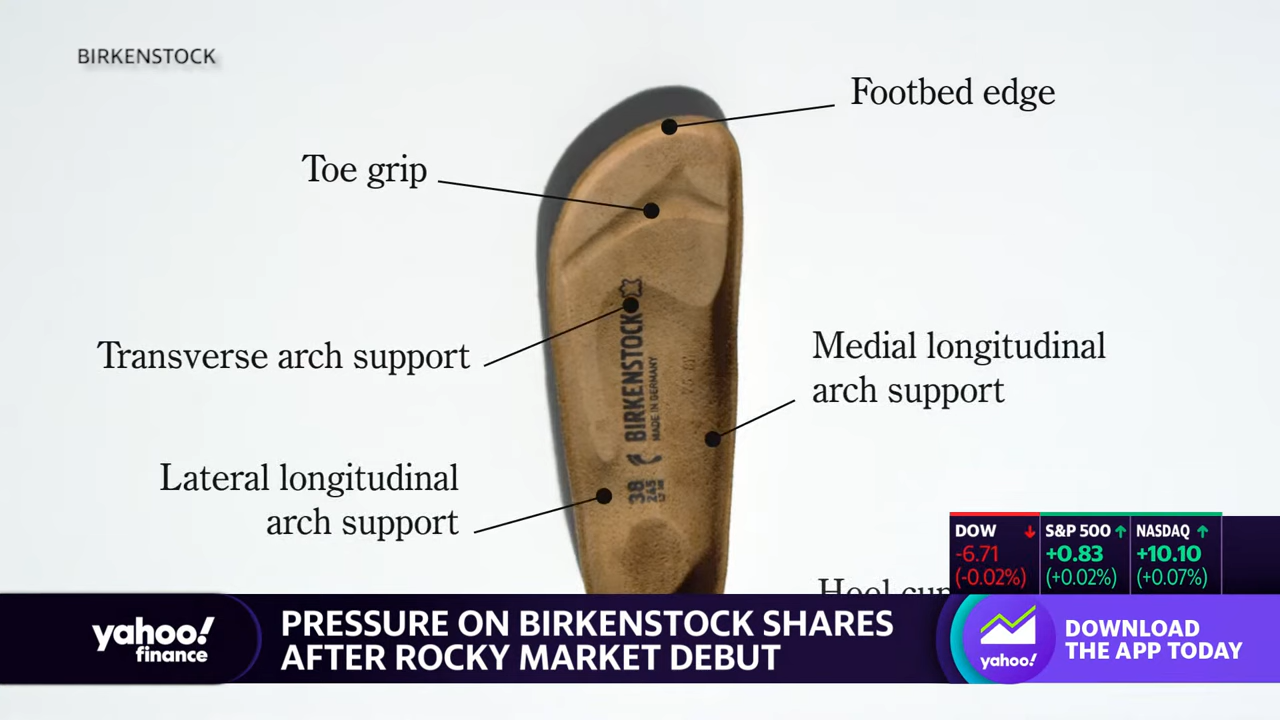 BIRKENSTOCK
Footbed edge
Toe grip
Transverse arch support
Medial longitudinal
arch support
Lateral longitudinal
arch support
BIRKENSTOCK
MADE IN GERMANY
38
245
DOW
-6.71
(-0.02%)
S&P 500
+0.83
(+0.02%)
NASDAQ
+10.10
(+0.07%)
yahoo!
finance
PRESSURE ON BIRKENSTOCK SHARES
AFTER ROCKY MARKET DEBUT
yahoo!
DOWNLOAD
THE APP TODAY